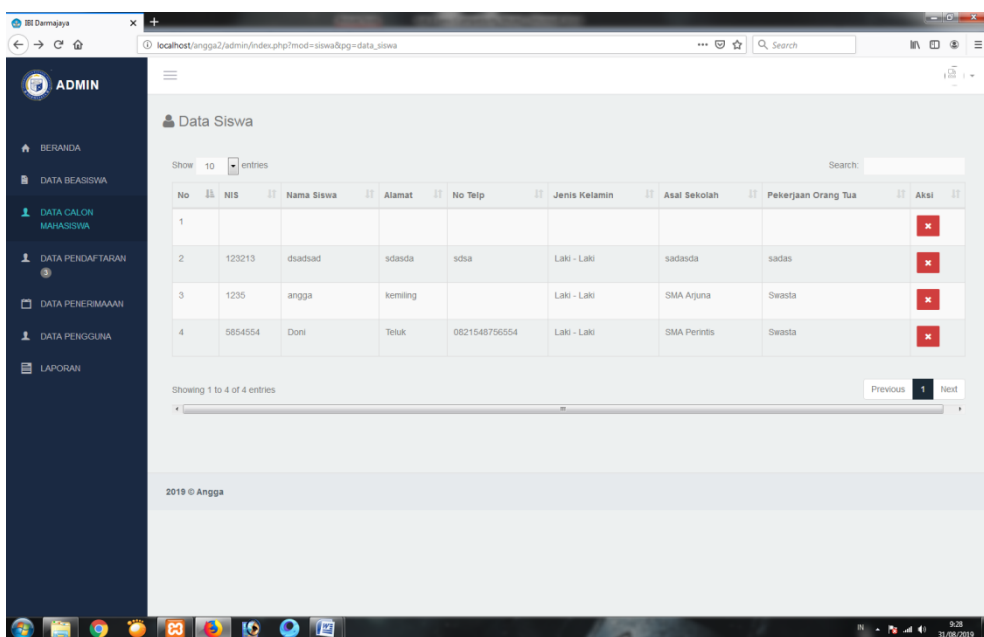 IIBI Darmajaya
localhost/angga2/admin/index.php?mod=siswa&pg=data_siswa
Search
ADMIN
BERANDA
DATA BEASISWA
DATA CALON
MAHASISWA
DATA PENDAFTARAN
3
DATA PENERIMAAAN
DATA PENGGUNA
LAPORAN
Data Siswa
Show 10 entries
Search:
No NIS Nama Siswa Alamat No Telp Jenis Kelamin Asal Sekolah Pekerjaan Orang Tua Aksi
1
2 123213 dsadsad sdasda sdsa Laki - Laki sadasda sadas
3 1235 angga kemiling Laki - Laki SMA Arjuna Swasta
4 5854554 Doni Teluk 0821548756554 Laki - Laki SMA Perintis Swasta
Showing 1 to 4 of 4 entries
Previous 1 Next
2019 © Angga
IN
9:28
31/08/2019